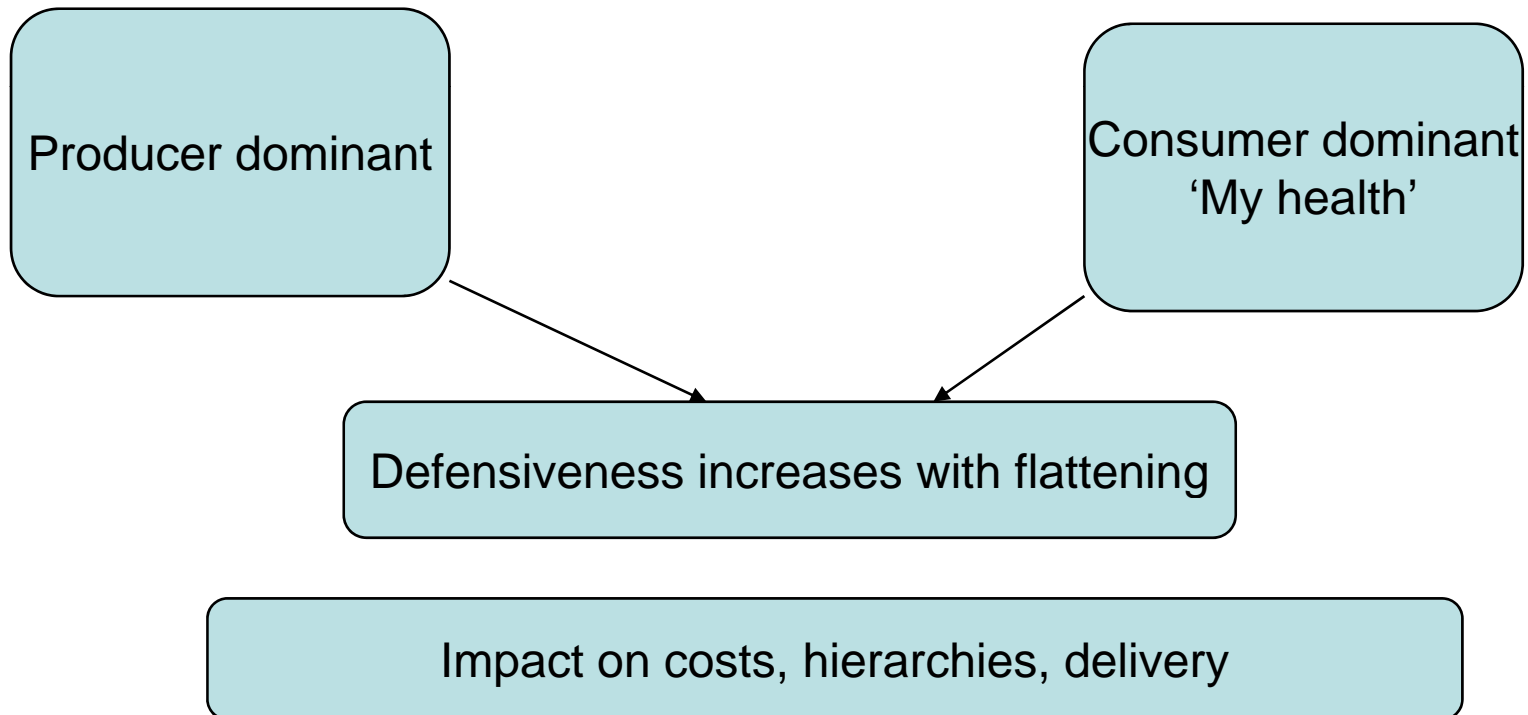 Producer dominant
Consumer dominant
‘My health’
Defensiveness increases with flattening
Impact on costs, hierarchies, delivery